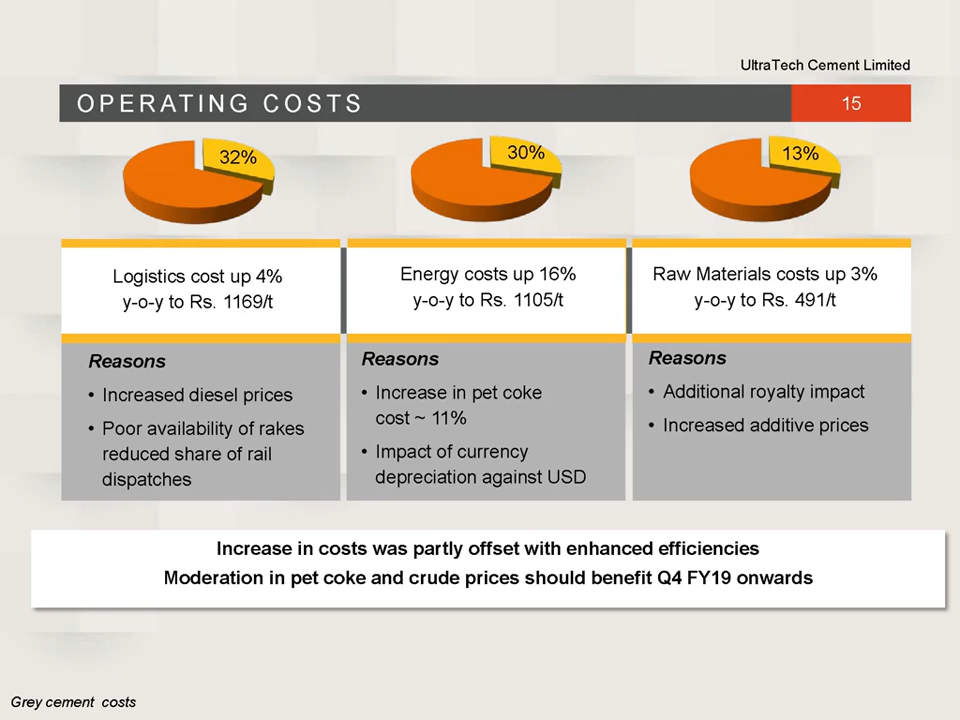 UltraTech Cement Limited
OPERATING COSTS
15
32%
30%
13%
Logistics cost up 4%
y-o-y to Rs. 1169/t
Energy costs up 16%
y-o-y to Rs. 1105/t
Raw Materials costs up 3%
y-o-y to Rs. 491/t
Reasons
• Increased diesel prices
• Poor availability of rakes
reduced share of rail
dispatches
Reasons
• Increase in pet coke
cost ~ 11%
• Impact of currency
depreciation against USD
Reasons
• Additional royalty impact
• Increased additive prices
Increase in costs was partly offset with enhanced efficiencies
Moderation in pet coke and crude prices should benefit Q4 FY19 onwards
Grey cement costs